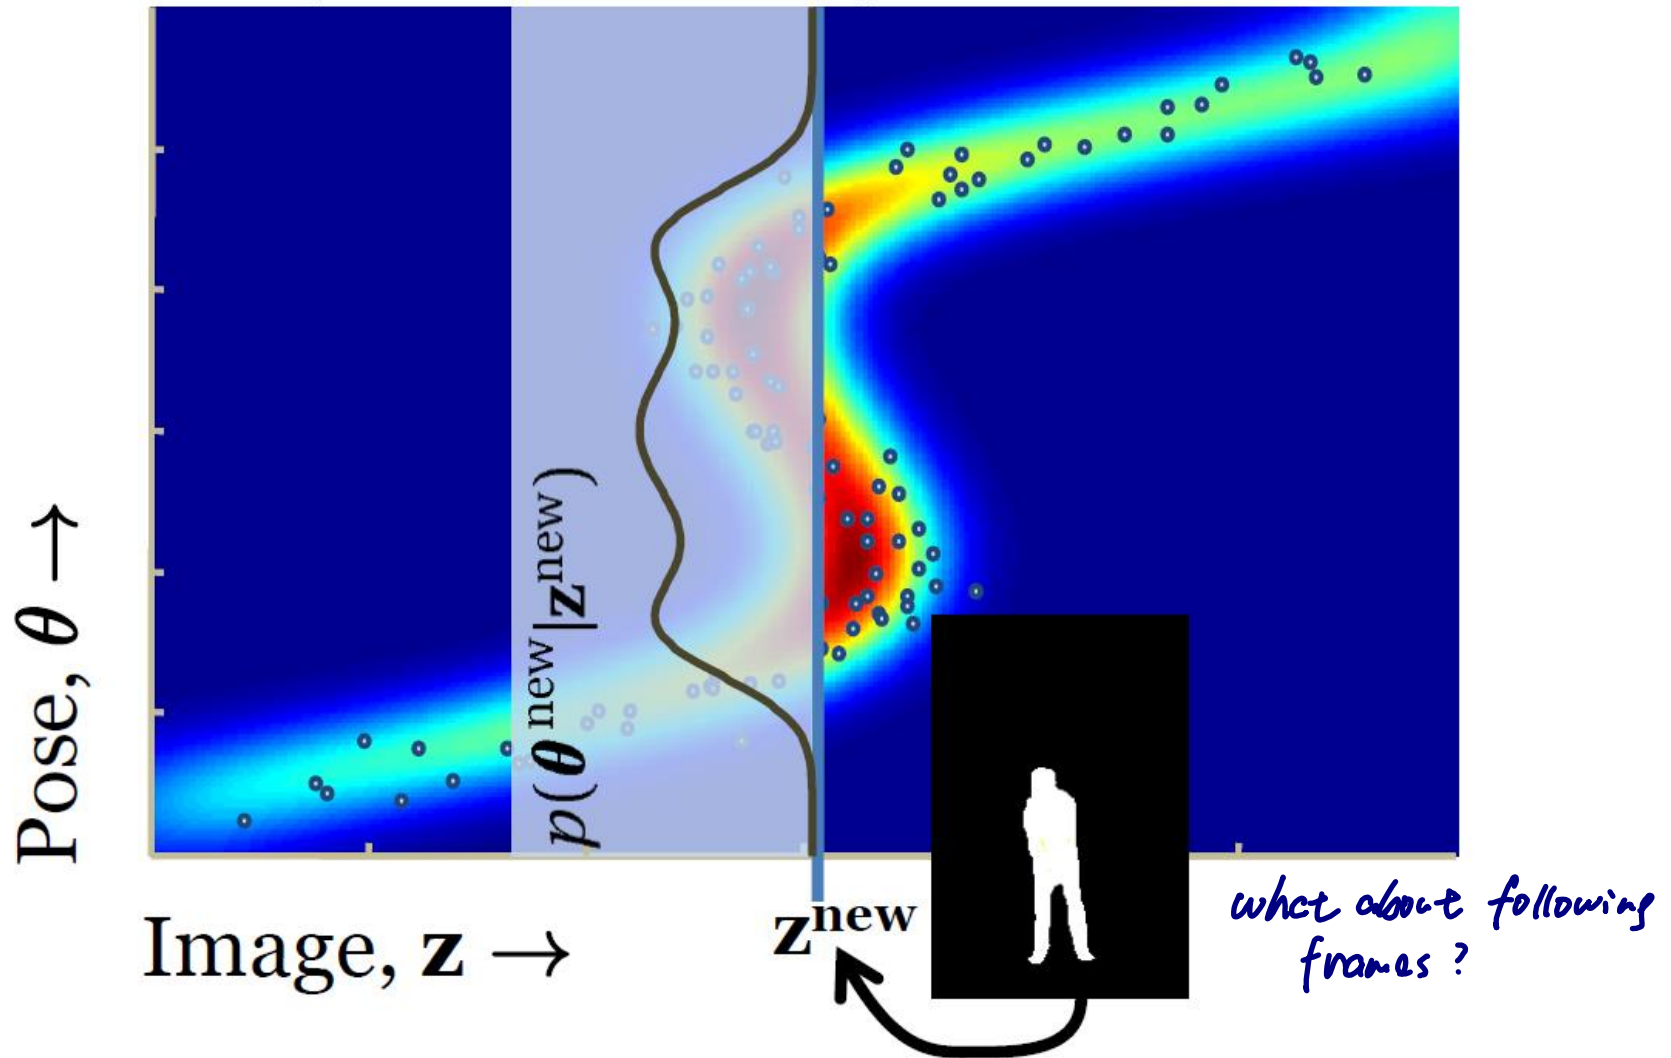 Pose, θ →
p(θ^new|z^new)
Image, z →
z^new
what about following
frames?